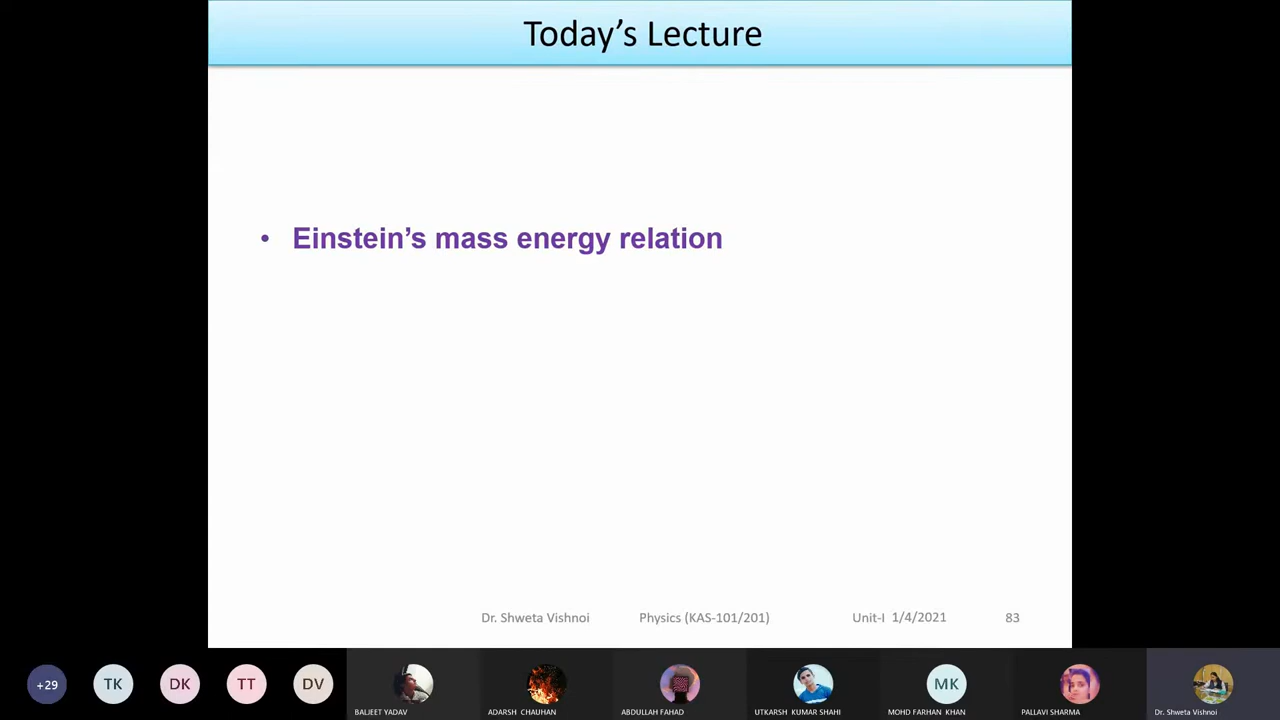 Today's Lecture
• Einstein's mass energy relation
Dr. Shweta Vishnoi Physics (KAS-101/201) Unit-I 1/4/2021 83
+29 TK DK TT DV MK
BALJEET YADAV ADARSH CHAUHAN ABDULLAH FAHAD UTKARSH KUMAR SHAHI MOHD FARHAN KHAN PALLAVI SHARMA Dr. Shweta Vishnoi